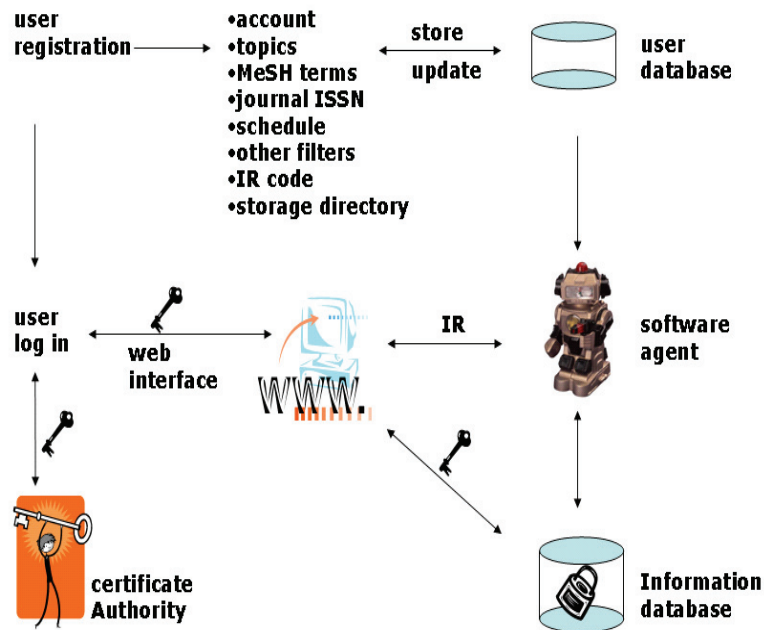 user
registration
•account
•topics
•MeSH terms
•journal ISSN
•schedule
•other filters
•IR code
•storage directory
store
update
user
database
user
log in
web
interface
WWW.
IR
software
agent
certificate
Authority
Information
database